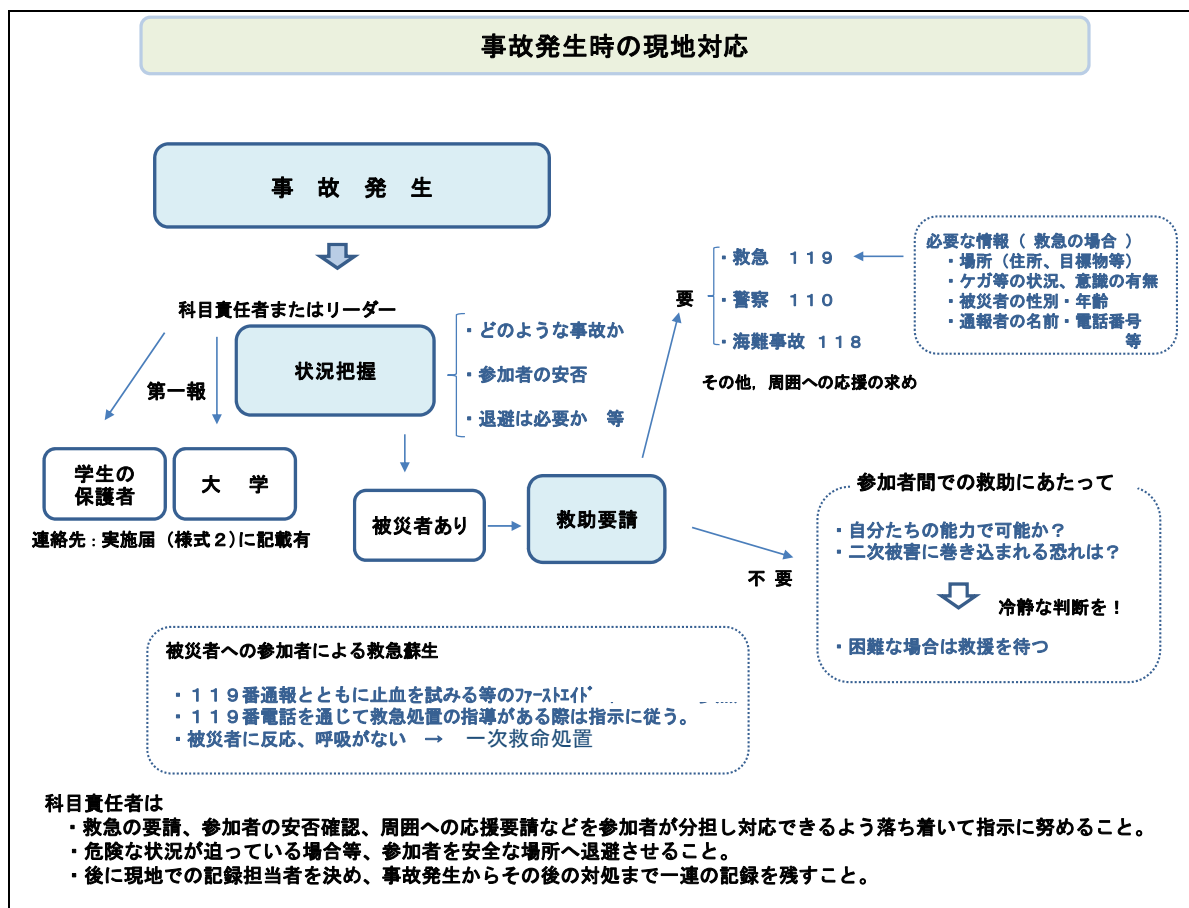 事故発生時の現地対応
事　故　発　生
科目責任者またはリーダー
第一報
状況把握
・どのような事故か
・参加者の安否
・退避は必要か　等
学生の
保護者
大　学
連絡先：実施届（様式２）に記載有
被災者あり
救助要請
要
・救急　１１９
・警察　１１０
・海難事故　１１８
その他，周囲への応援の求め
必要な情報（ 救急の場合 ）
・場所（住所、目標物等）
・ケガ等の状況、意識の有無
・被災者の性別・年齢
・通報者の名前・電話番号
等
不 要
参加者間での救助にあたって
・自分たちの能力で可能か？
・二次被害に巻き込まれる恐れは？
冷静な判断を！
・困難な場合は救援を待つ
被災者への参加者による救急蘇生
・１１９番通報とともに止血を試みる等のﾌｧｰｽﾄｴｲﾄﾞ
・１１９番電話を通じて救急処置の指導がある際は指示に従う。
・被災者に反応、呼吸がない　→　一次救命処置
科目責任者は
・救急の要請、参加者の安否確認、周囲への応援要請などを参加者が分担し対応できるよう落ち着いて指示に努めること。
・危険な状況が迫っている場合等、参加者を安全な場所へ退避させること。
・後に現地での記録担当者を決め、事故発生からその後の対処まで一連の記録を残すこと。